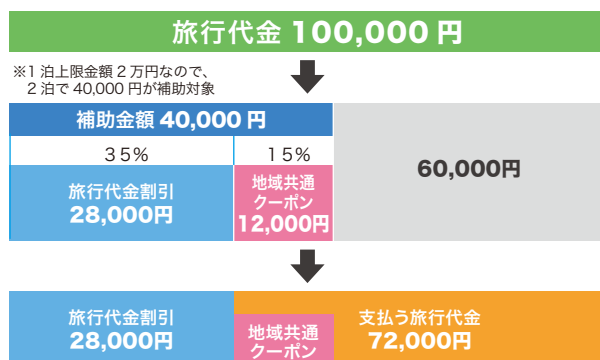 旅行代金 100,000 円
※1 泊上限金額 2 万円なので、
2 泊で 40,000 円が補助対象
補助金額 40,000 円
35%
15%
60,000円
旅行代金割引
28,000円
地域共通
クーポン
12,000円
旅行代金割引
28,000円
地域共通
クーポン
支払う旅行代金
72,000円